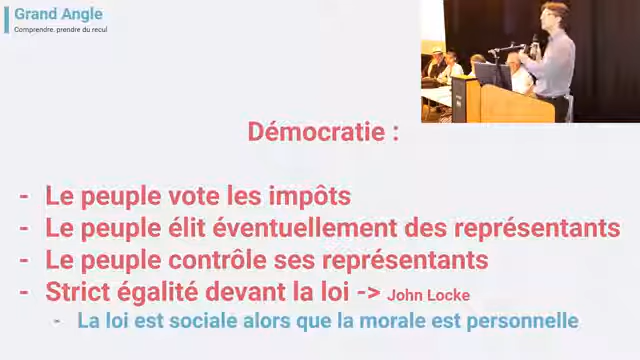 Grand Angle
Comprendre. prendre du recul
Démocratie :
- Le peuple vote les impôts
- Le peuple élit éventuellement des représentants
- Le peuple contrôle ses représentants
- Strict égalité devant la loi -> John Locke
- La loi est sociale alors que la morale est personnelle